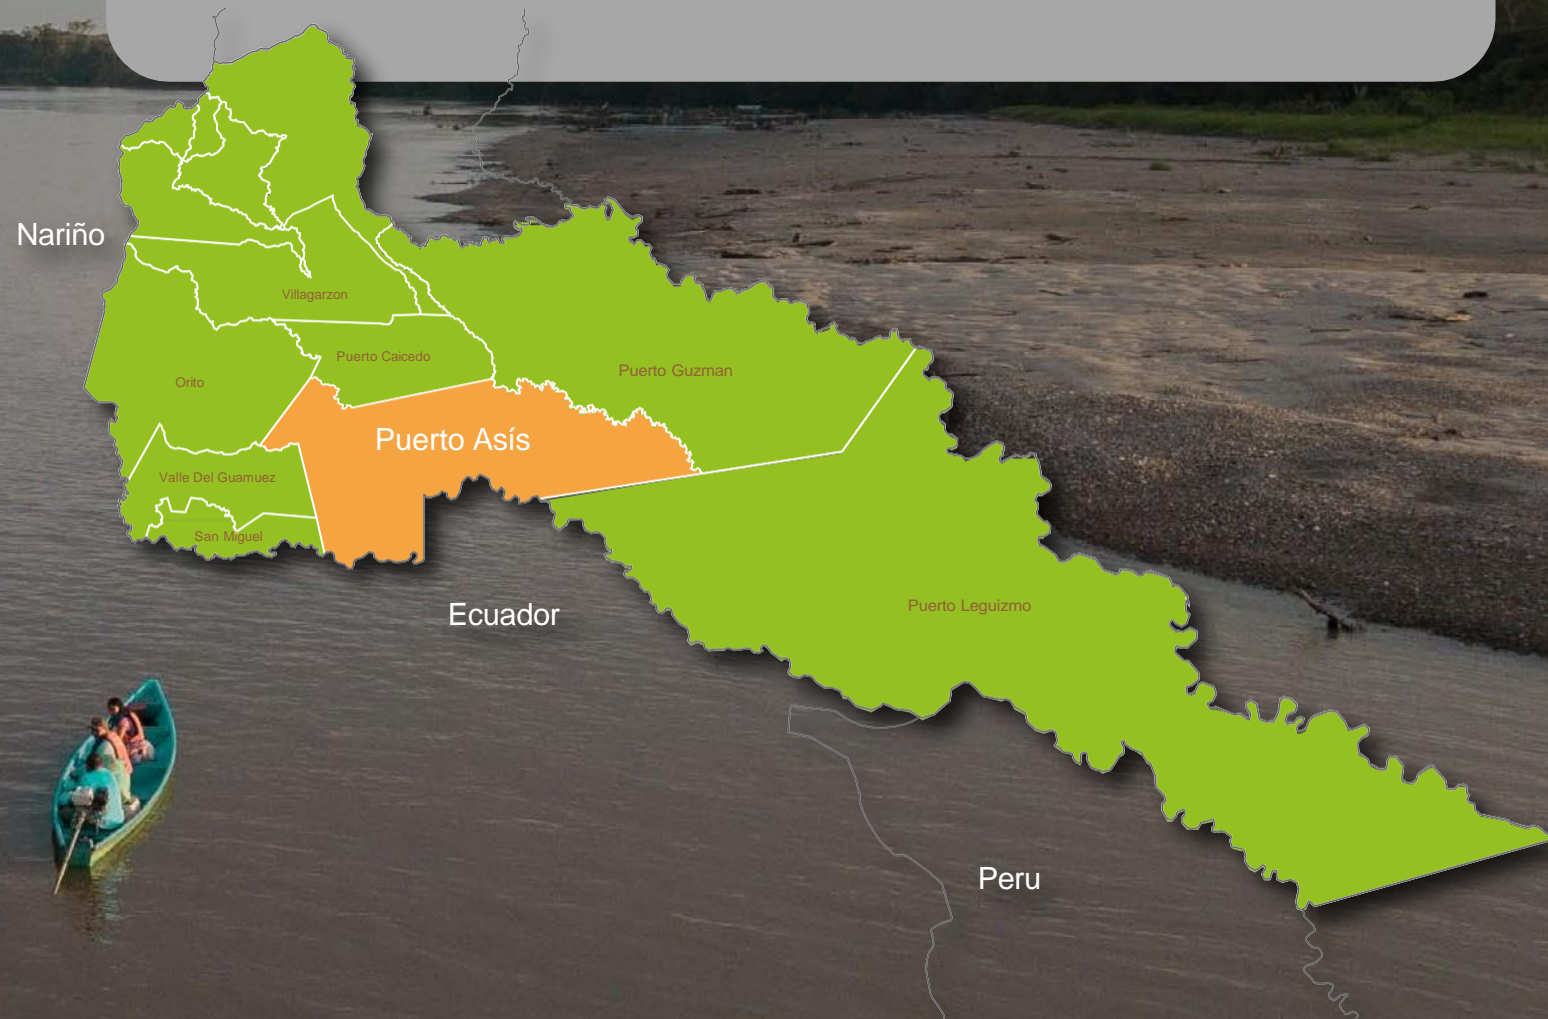 Nariño
Villagarzon
Puerto Caicedo
Puerto Guzman
Orito
Puerto Asís
Valle Del Guamuez
San Miguel
Puerto Leguizmo
Ecuador
Peru